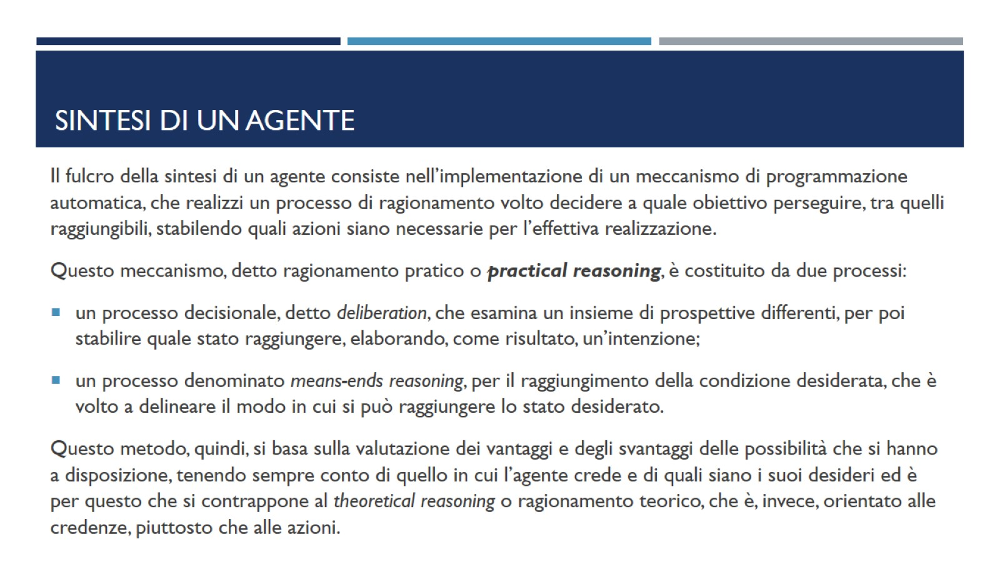 SINTESI DI UN AGENTE
Il fulcro della sintesi di un agente consiste nell’implementazione di un meccanismo di programmazione
automatica, che realizzi un processo di ragionamento volto decidere a quale obiettivo perseguire, tra quelli
raggiungibili, stabilendo quali azioni siano necessarie per l’effettiva realizzazione.
Questo meccanismo, detto ragionamento pratico o practical reasoning, è costituito da due processi:
▪ un processo decisionale, detto deliberation, che esamina un insieme di prospettive differenti, per poi
stabilire quale stato raggiungere, elaborando, come risultato, un’intenzione;
▪ un processo denominato means-ends reasoning, per il raggiungimento della condizione desiderata, che è
volto a delineare il modo in cui si può raggiungere lo stato desiderato.
Questo metodo, quindi, si basa sulla valutazione dei vantaggi e degli svantaggi delle possibilità che si hanno
a disposizione, tenendo sempre conto di quello in cui l’agente crede e di quali siano i suoi desideri ed è
per questo che si contrappone al theoretical reasoning o ragionamento teorico, che è, invece, orientato alle
credenze, piuttosto che alle azioni.